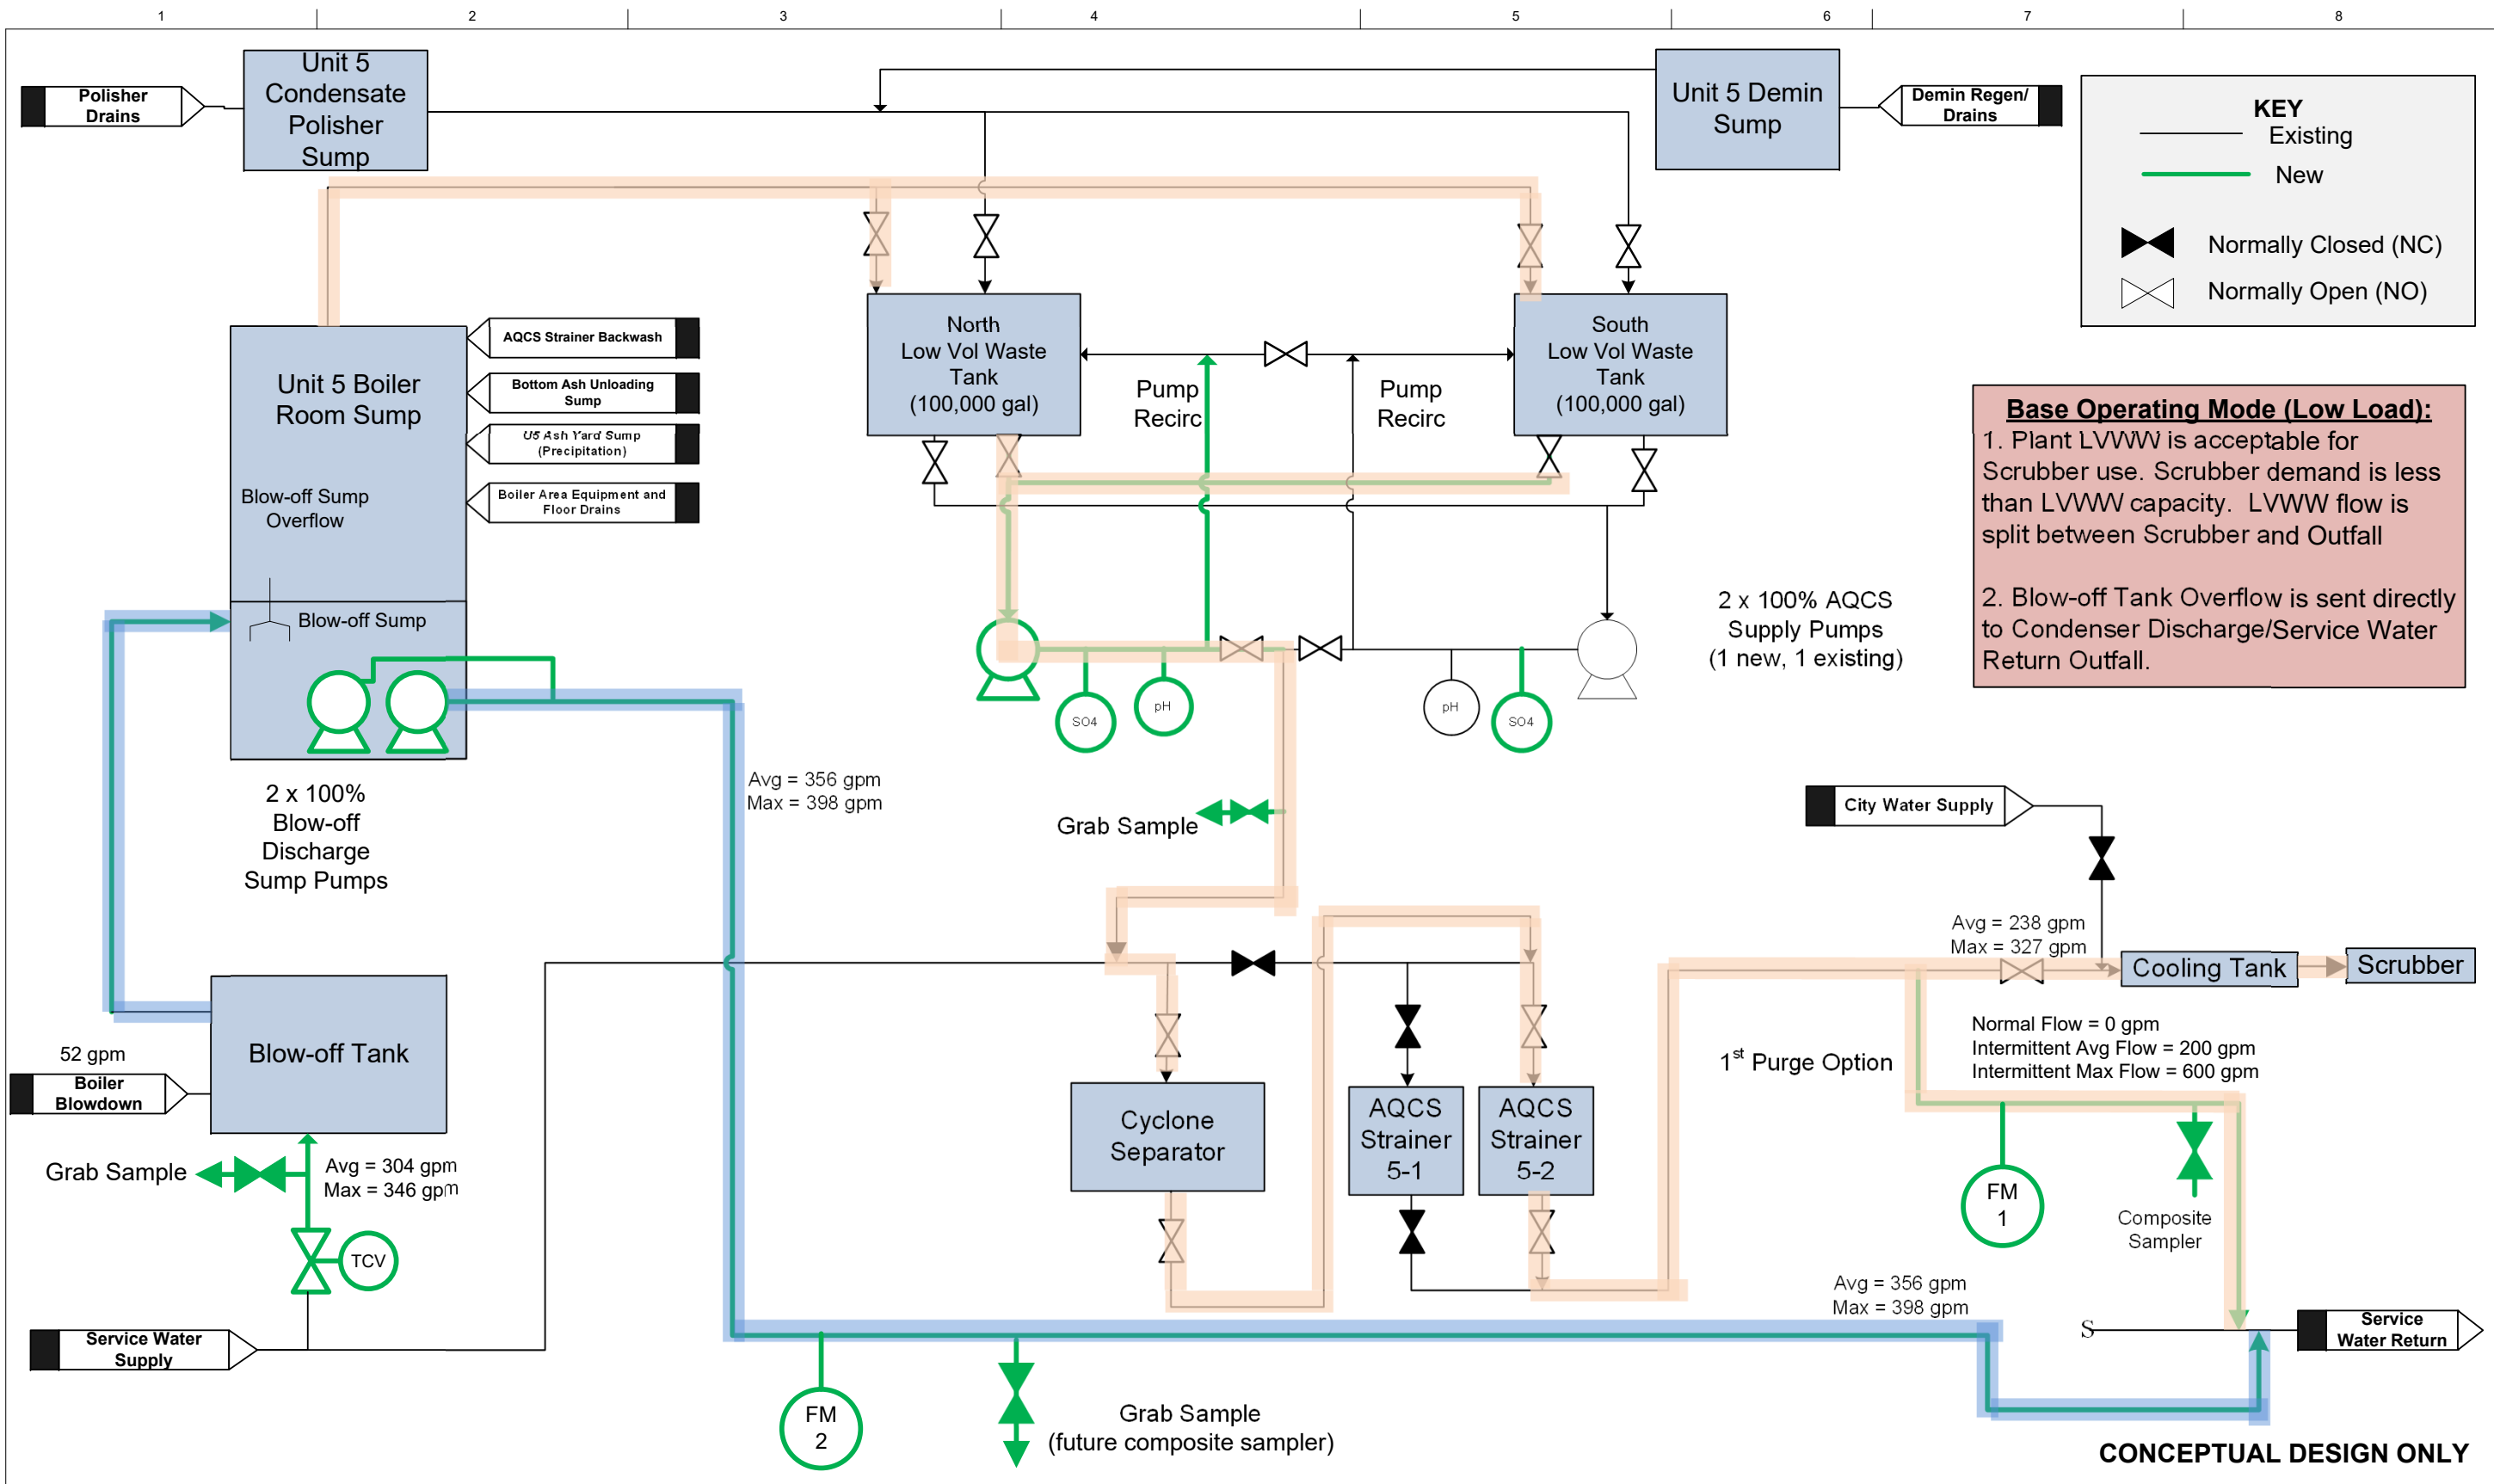 1
2
3
4
5
6
7
8
Unit 5
Condensate
Polisher
Sump
Polisher
Drains
Unit 5 Demin
Sump
Demin Regen/
Drains
KEY
Existing
New
Normally Closed (NC)
Normally Open (NO)
AQCS Strainer Backwash
Bottom Ash Unloading
Sump
U5 Ash Yard Sump
(Precipitation)
Boiler Area Equipment and
Floor Drains
Unit 5 Boiler
Room Sump
Blow-off Sump
Overflow
Blow-off Sump
North
Low Vol Waste
Tank
(100,000 gal)
South
Low Vol Waste
Tank
(100,000 gal)
Pump
Recirc
Pump
Recirc
Base Operating Mode (Low Load):
1. Plant LVWW is acceptable for
Scrubber use. Scrubber demand is less
than LVWW capacity. LVWW flow is
split between Scrubber and Outfall
2. Blow-off Tank Overflow is sent directly
to Condenser Discharge/Service Water
Return Outfall.
2 x 100% AQCS
Supply Pumps
(1 new, 1 existing)
SO4
pH
pH
SO4
2 x 100%
Blow-off
Discharge
Sump Pumps
Avg = 356 gpm
Max = 398 gpm
Grab Sample
City Water Supply
Avg = 238 gpm
Max = 327 gpm
Cooling Tank
Scrubber
Normal Flow = 0 gpm
Intermittent Avg Flow = 200 gpm
Intermittent Max Flow = 600 gpm
1st Purge Option
Blow-off Tank
52 gpm
Boiler
Blowdown
Grab Sample
Avg = 304 gpm
Max = 346 gpm
TCV
Service Water
Supply
Cyclone
Separator
AQCS
Strainer
5-1
AQCS
Strainer
5-2
FM
1
Composite
Sampler
Avg = 356 gpm
Max = 398 gpm
S
Service
Water Return
FM
2
Grab Sample
(future composite sampler)
CONCEPTUAL DESIGN ONLY